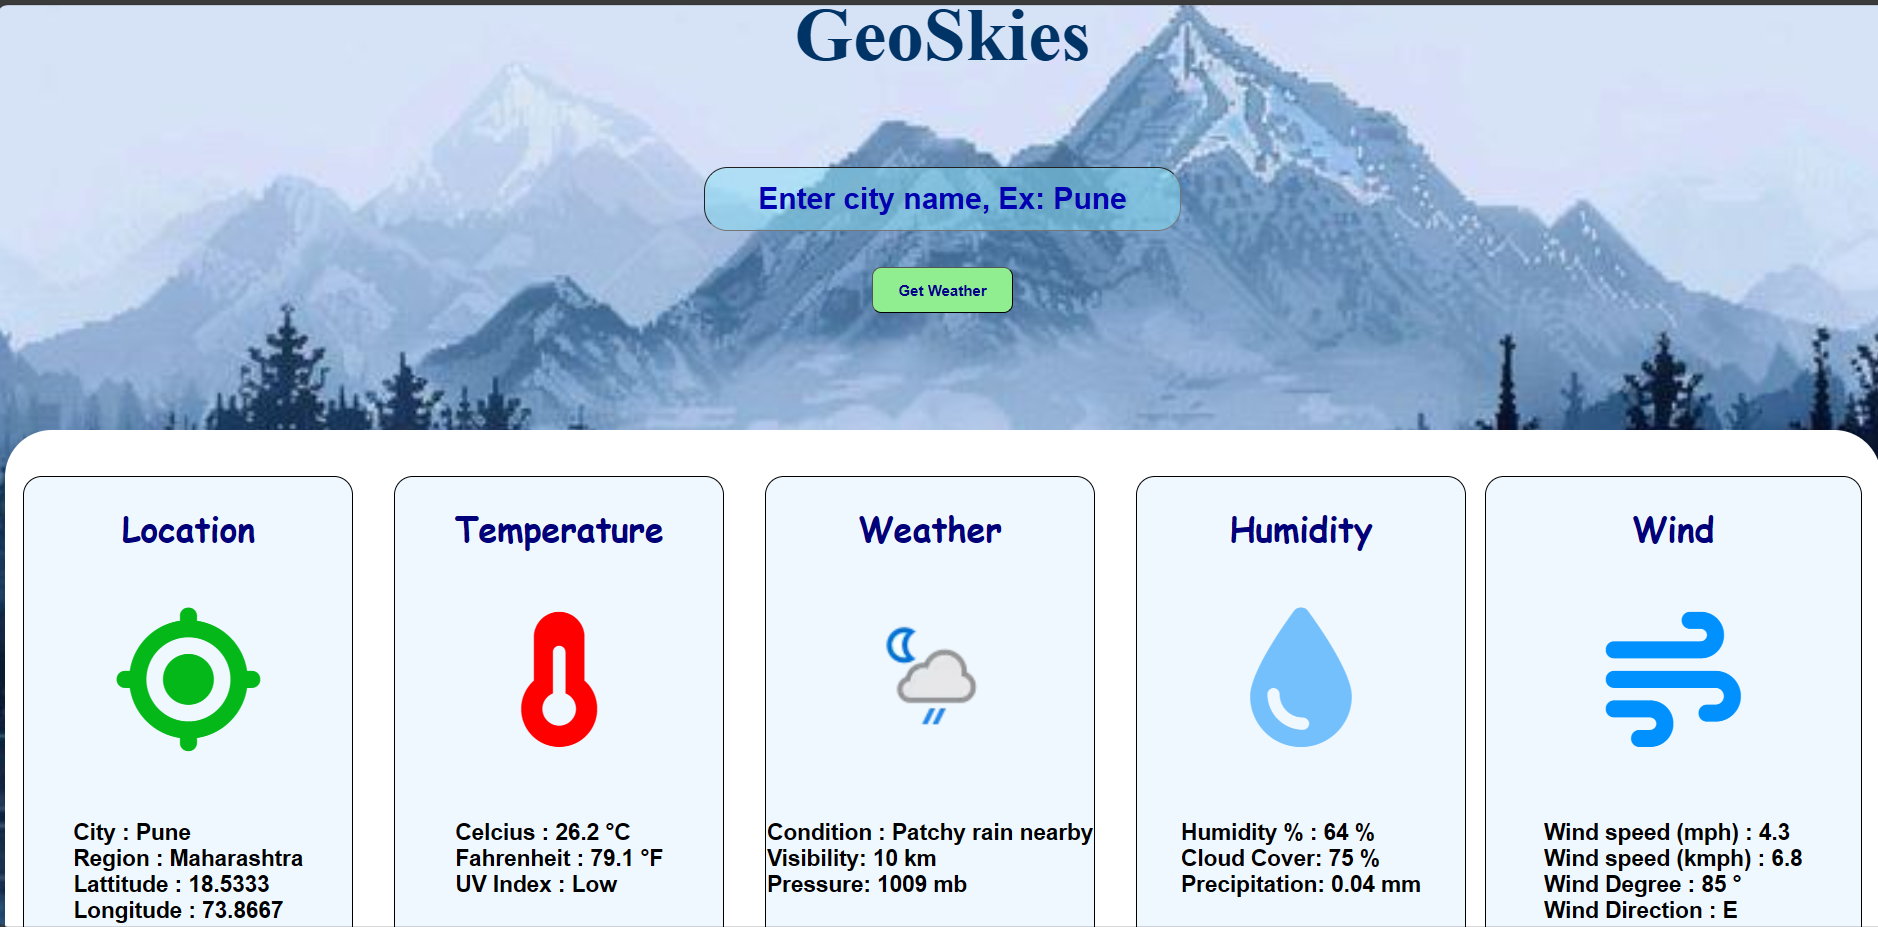 GeoSkies
Enter city name, Ex: Pune
Get Weather
Location
City : Pune
Region : Maharashtra
Lattitude : 18.5333
Longitude : 73.8667
Temperature
Celcius : 26.2 °C
Fahrenheit : 79.1 °F
UV Index : Low
Weather
Condition : Patchy rain nearby
Visibility: 10 km
Pressure: 1009 mb
Humidity
Humidity % : 64 %
Cloud Cover: 75 %
Precipitation: 0.04 mm
Wind
Wind speed (mph) : 4.3
Wind speed (kmph) : 6.8
Wind Degree : 85 °
Wind Direction : E